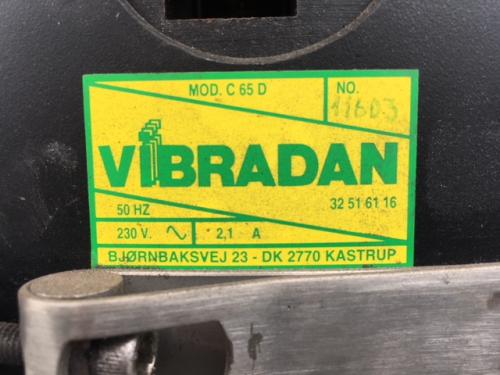 MOD. C 65 D NO.
11603
VIBRADAN
50 HZ 32 51 61 16
230 V. 2,1 A
BJØRNBAKSVEJ 23 - DK 2770 KASTRUP